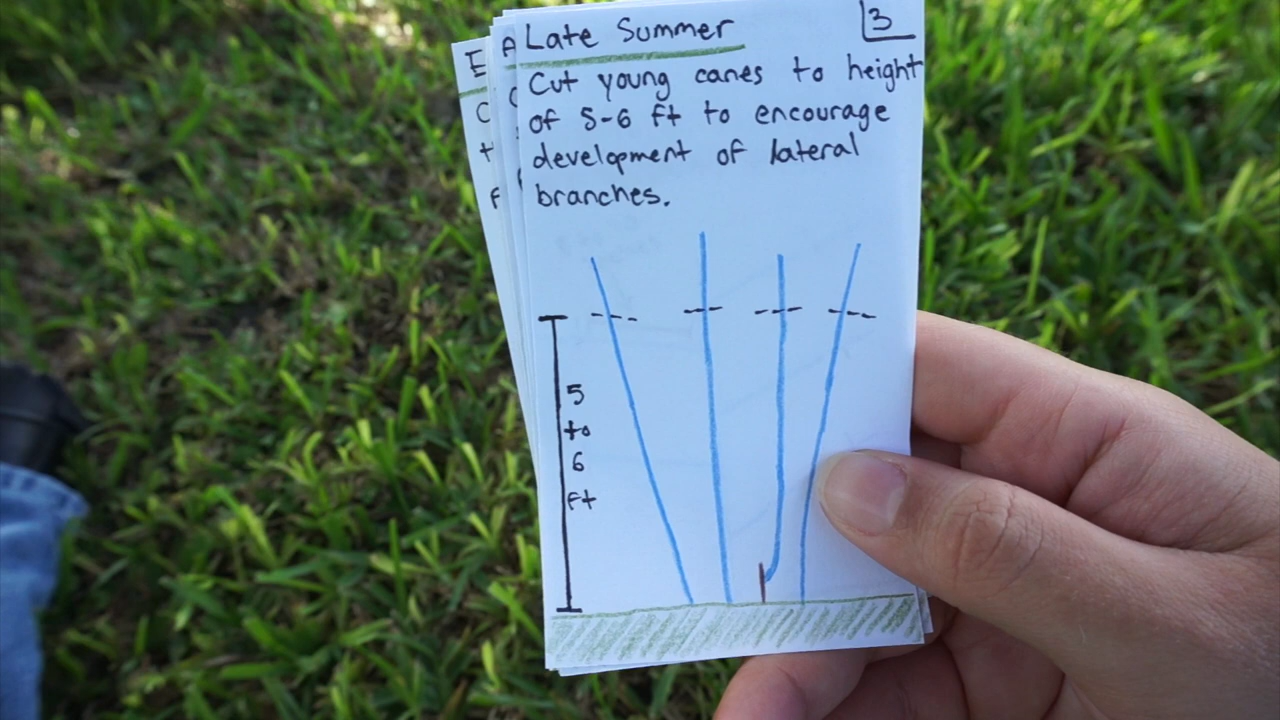 Late Summer
3
Cut young canes to height
of 5-6 ft to encourage
development of lateral
branches.
5
to
6
ft
E
A
C
C
t
f